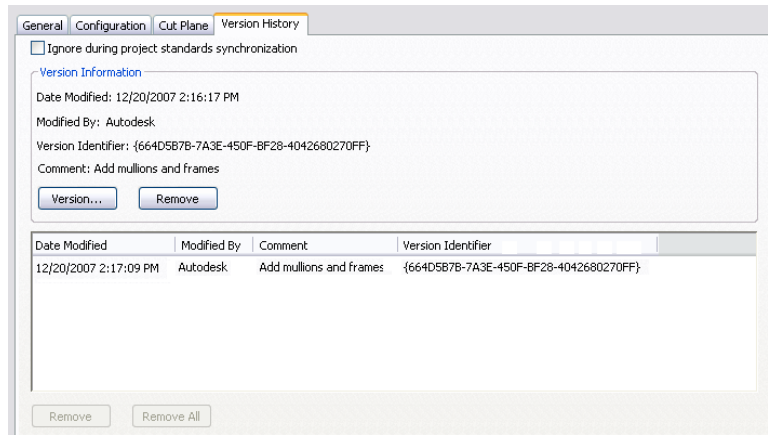 General Configuration Cut Plane Version History
Ignore during project standards synchronization
Version Information
Date Modified: 12/20/2007 2:16:17 PM
Modified By: Autodesk
Version Identifier: {664D5B7B-7A3E-450F-BF28-4042680270FF}
Comment: Add mullions and frames
Version... Remove
Date Modified Modified By Comment Version Identifier
12/20/2007 2:17:09 PM Autodesk Add mullions and frames {664D5B7B-7A3E-450F-BF28-4042680270FF}
Remove Remove All